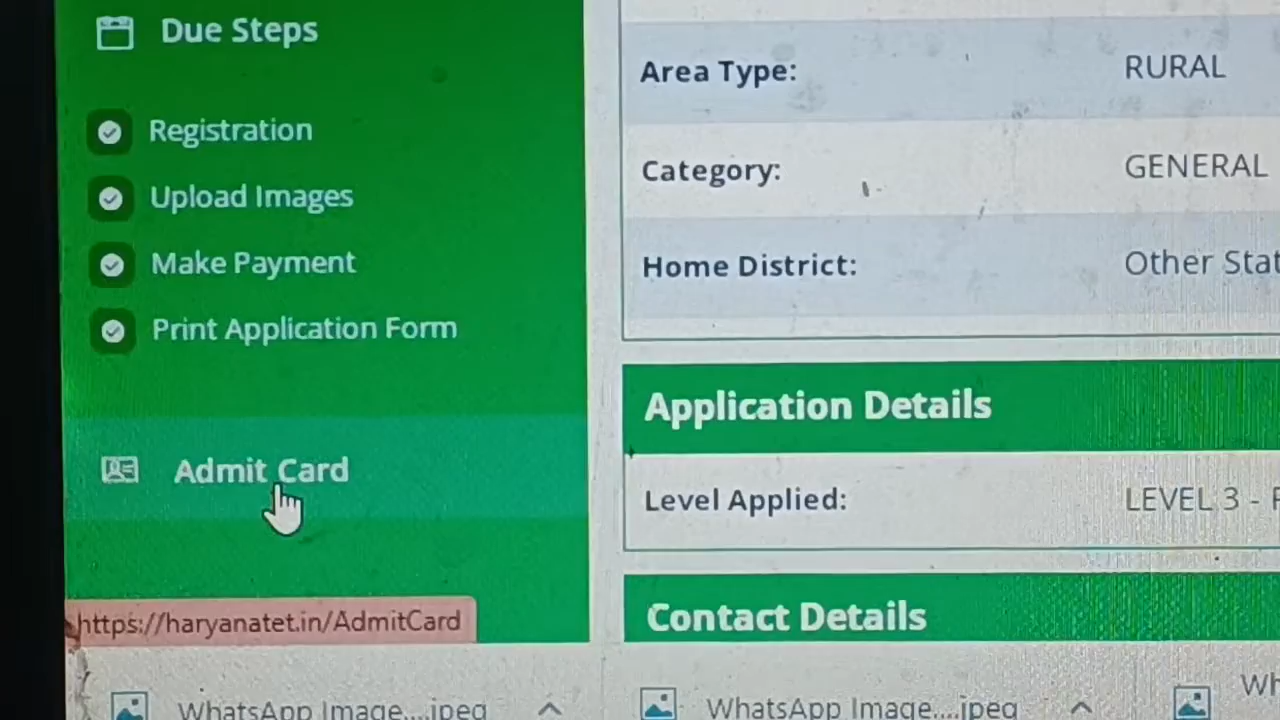 Due Steps
Registration
Upload Images
Make Payment
Print Application Form
Admit Card
https://haryanatet.in/AdmitCard
Area Type: RURAL
Category: GENERAL
Home District: Other Stat
Application Details
Level Applied: LEVEL 3 -
Contact Details
WhatsApp Image....jpeg
WhatsApp Image....jpeg
Wh